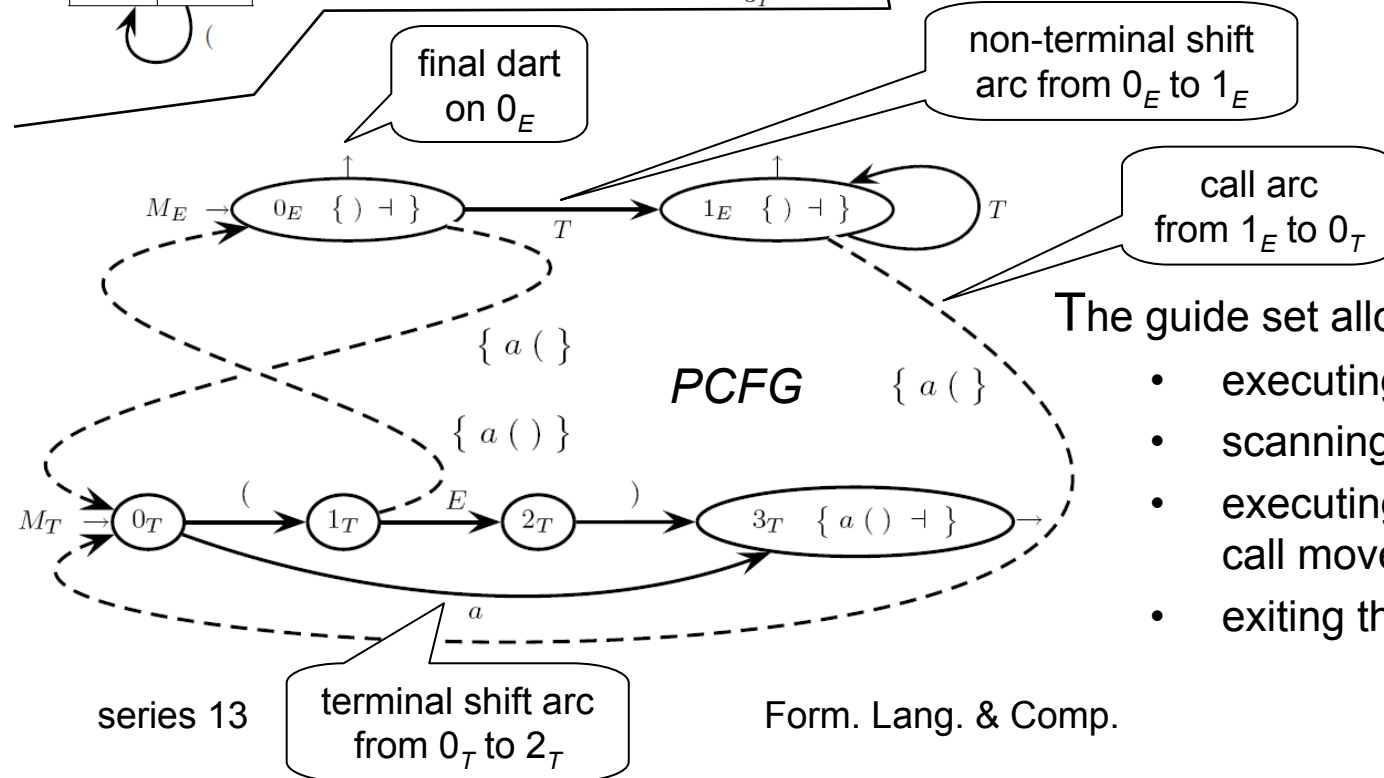 (
final dart
on 0_E
non-terminal shift
arc from 0_E to 1_E
call arc
from 1_E to 0_T
M_E → 0_E { ) ⊣ }
↑
T
1_E { ) ⊣ }
↑
T
{ a ( }
{ a ( ) }
PCFG
{ a ( }
The guide set allo
• executing
• scanning
• executing
call move
• exiting th
M_T → 0_T
(
1_T
E
2_T
)
3_T { a ( ) ⊣ } →
a
terminal shift arc
from 0_T to 2_T
series 13
Form. Lang. & Comp.